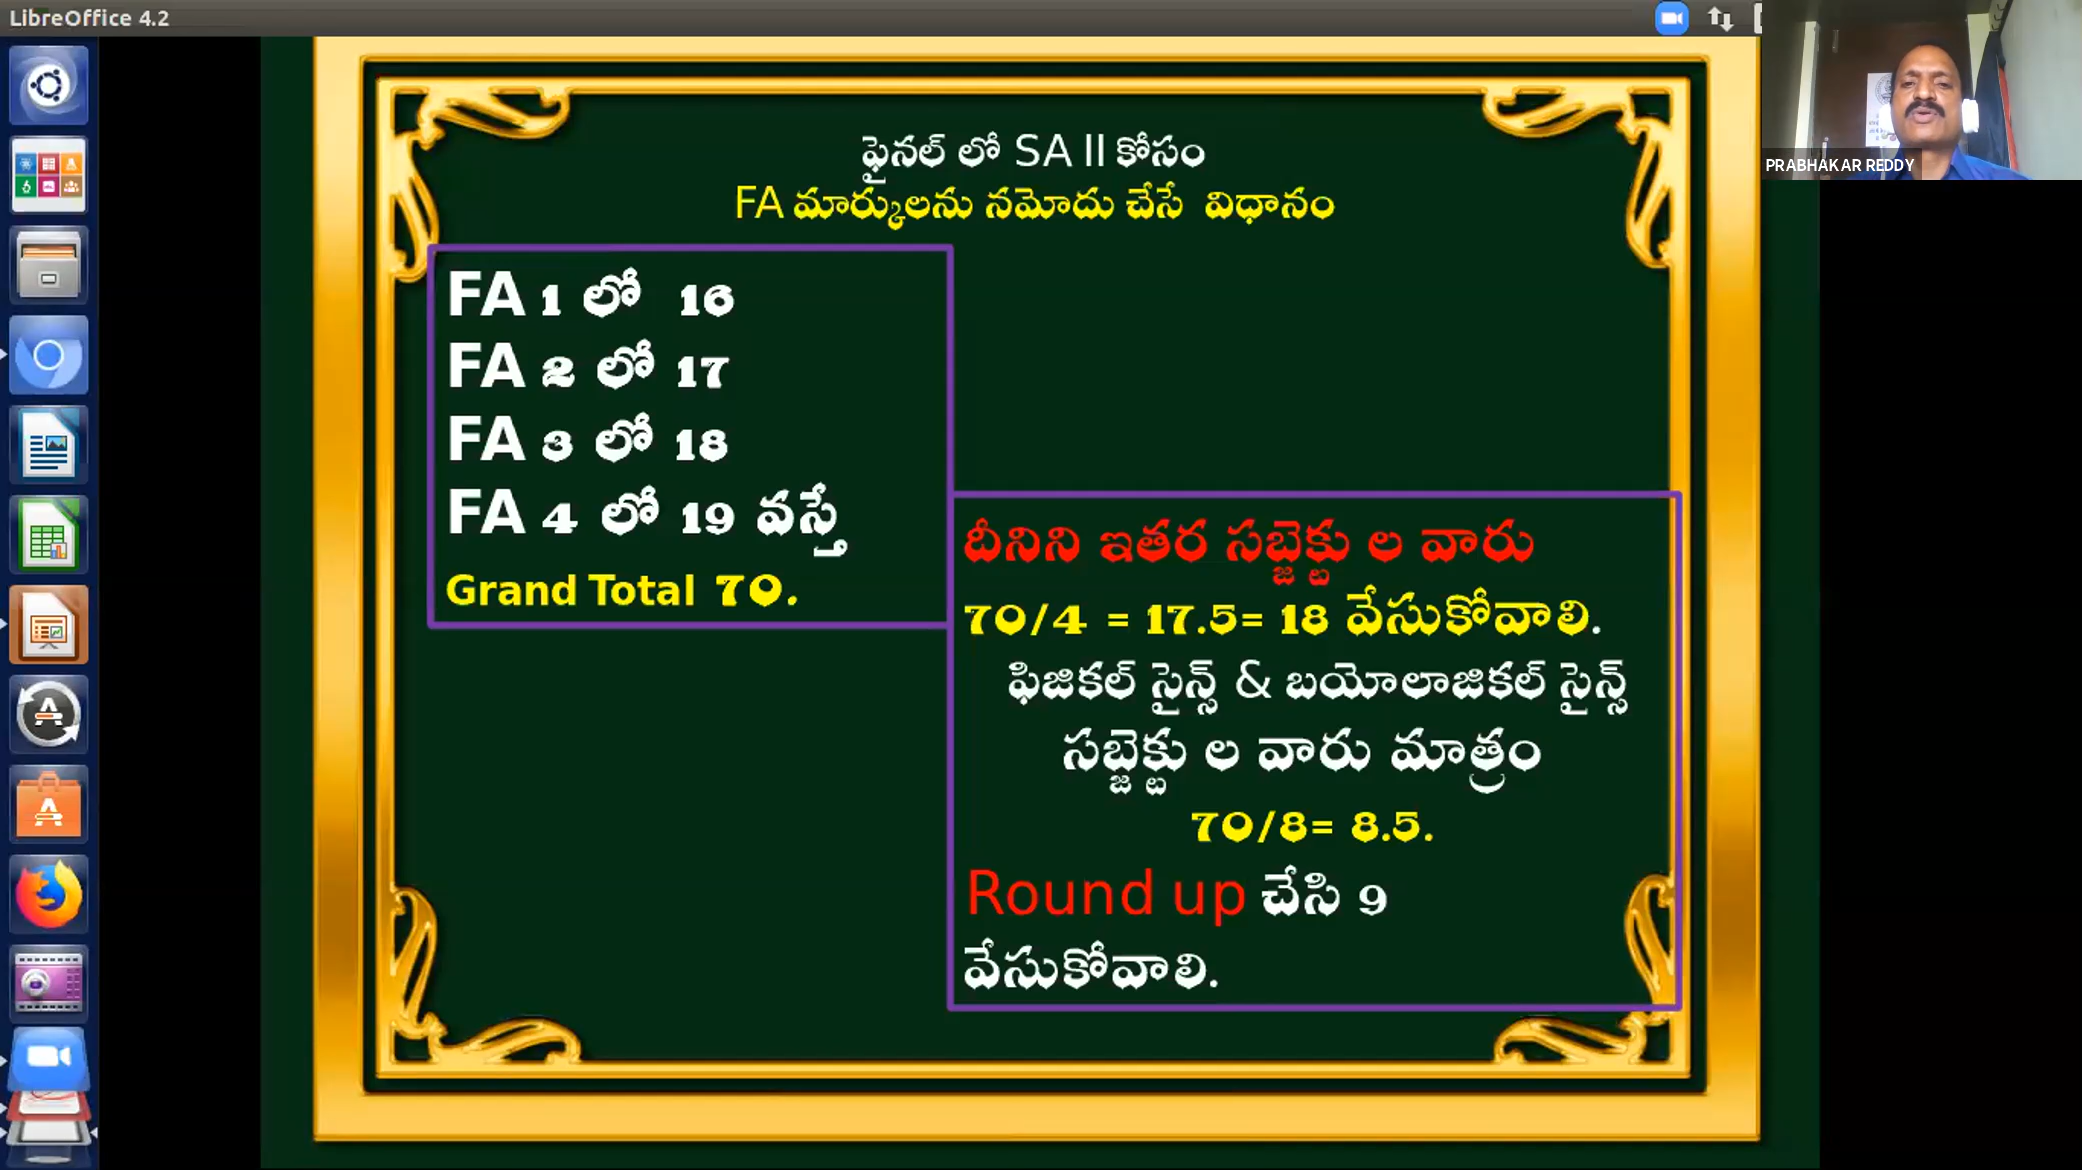 LibreOffice 4.2
PRABHAKAR REDDY
ఫైనల్ లో SA II కోసం
FA మార్కులను నమోదు చేసే విధానం
FA 1 లో 16
FA 2 లో 17
FA 3 లో 18
FA 4 లో 19 వస్తే
Grand Total 70.
దీనిని ఇతర సబ్జెక్టు ల వారు
70/4 = 17.5= 18 వేసుకోవాలి.
ఫిజికల్ సైన్స్ & బయోలాజికల్ సైన్స్
సబ్జెక్టు ల వారు మాత్రం
70/8= 8.5.
Round up చేసి 9
వేసుకోవాలి.